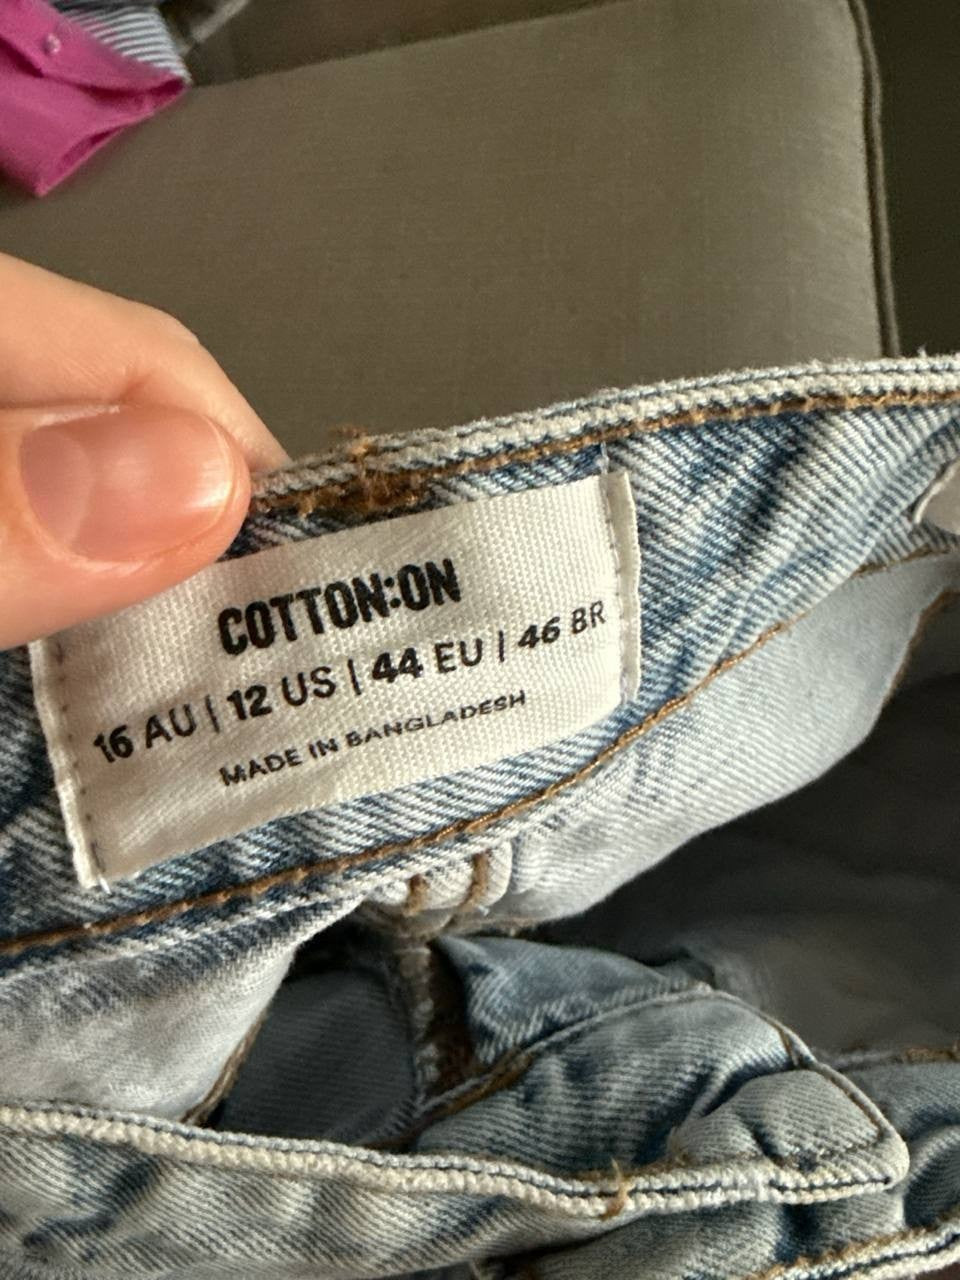 COTTON:ON
16 AU | 12 US | 44 EU | 46 BR
MADE IN BANGLADESH